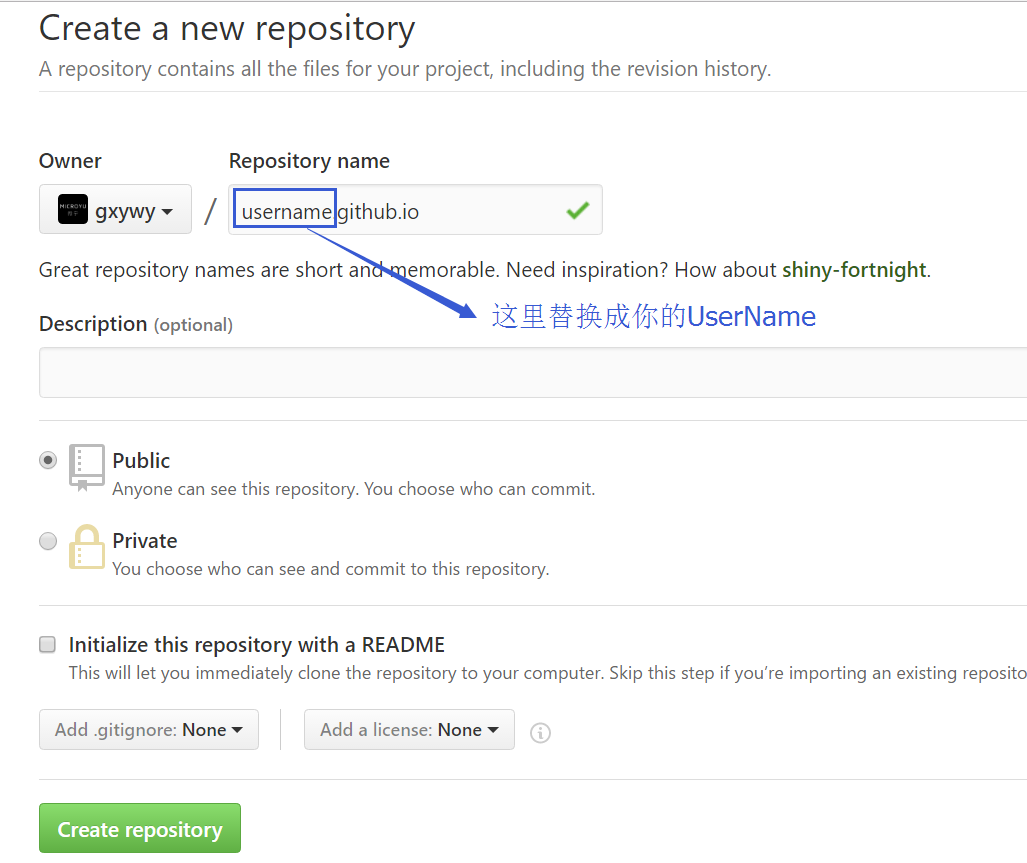 Create a new repository
A repository contains all the files for your project, including the revision history.
Owner
Repository name
gxywy
/
username.github.io
Great repository names are short and memorable. Need inspiration? How about shiny-fortnight.
这里替换成你的UserName
Description (optional)
Public
Anyone can see this repository. You choose who can commit.
Private
You choose who can see and commit to this repository.
Initialize this repository with a README
This will let you immediately clone the repository to your computer. Skip this step if you’re importing an existing reposito
Add .gitignore: None
Add a license: None
Create repository